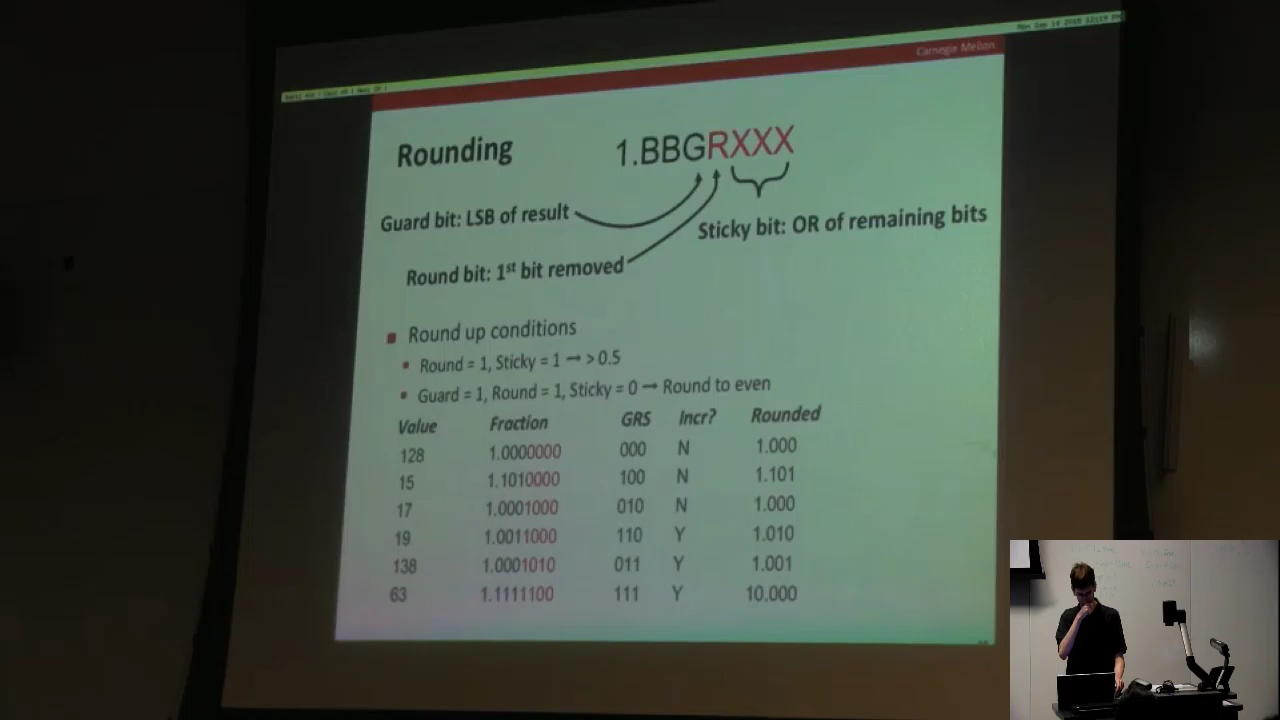 Carnegie Mellon
Rounding
1.BBGRXXX
Guard bit: LSB of result
Sticky bit: OR of remaining bits
Round bit: 1st bit removed
Round up conditions
Round = 1, Sticky = 1 → > 0.5
Guard = 1, Round = 1, Sticky = 0 → Round to even
Value Fraction GRS Incr? Rounded
128 1.0000000 000 N 1.000
15 1.1010000 100 N 1.101
17 1.0001000 010 N 1.000
19 1.0011000 110 Y 1.010
138 1.0001010 011 Y 1.001
63 1.1111100 111 Y 10.000